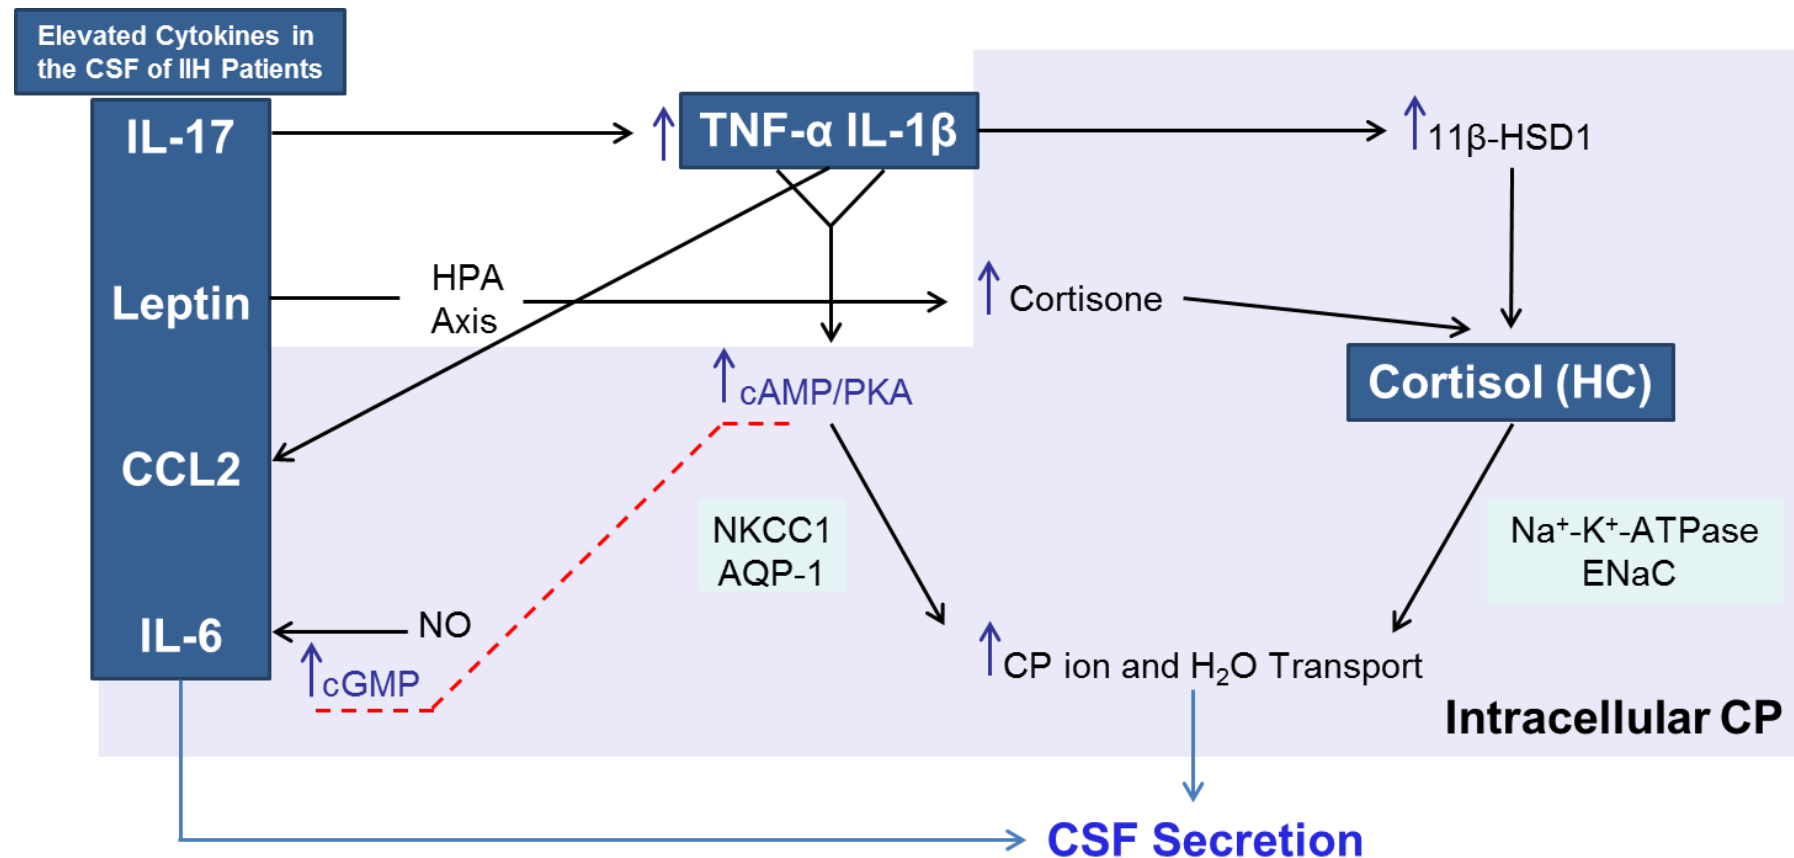 Elevated Cytokines in
the CSF of IIH Patients
IL-17
TNF-α IL-1β
11β-HSD1
Leptin
HPA
Axis
Cortisone
cAMP/PKA
Cortisol (HC)
CCL2
NKCC1
AQP-1
Na⁺-K⁺-ATPase
ENaC
IL-6
NO
cGMP
CP ion and H₂O Transport
Intracellular CP
CSF Secretion